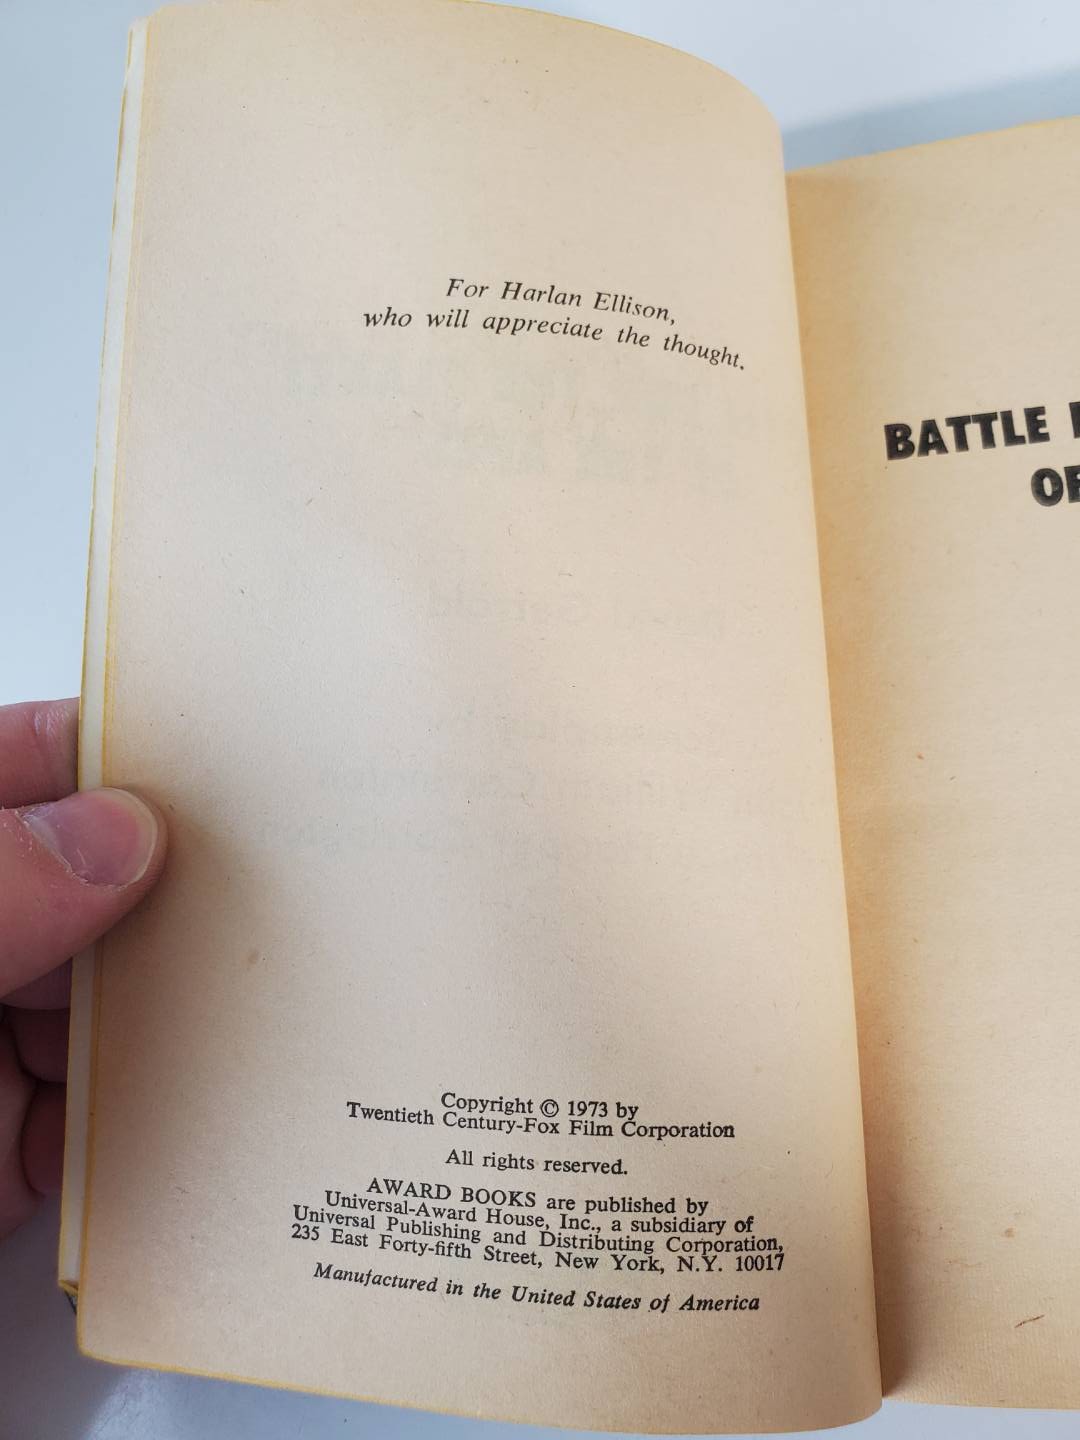 For Harlan Ellison,
who will appreciate the thought.
Copyright © 1973 by
Twentieth Century-Fox Film Corporation
All rights reserved.
AWARD BOOKS are published by
Universal-Award House, Inc., a subsidiary of
Universal Publishing and Distributing Corporation,
235 East Forty-fifth Street, New York, N.Y. 10017
Manufactured in the United States of America
BATTLE
OF